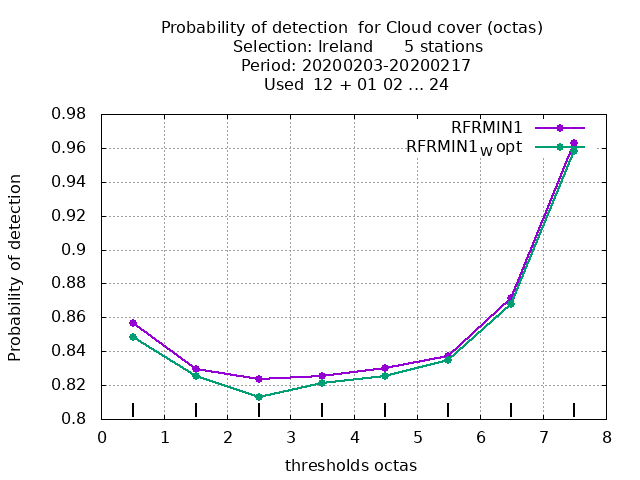 Probability of detection  for Cloud cover (octas)
Selection: Ireland      5 stations
Period: 20200203-20200217
Used  12 + 01 02 ... 24
RFRMIN1
RFRMIN1W opt
0.98
0.96
0.94
0.92
0.9
0.88
0.86
0.84
0.82
0.8
Probability of detection
0 1 2 3 4 5 6 7 8
thresholds octas